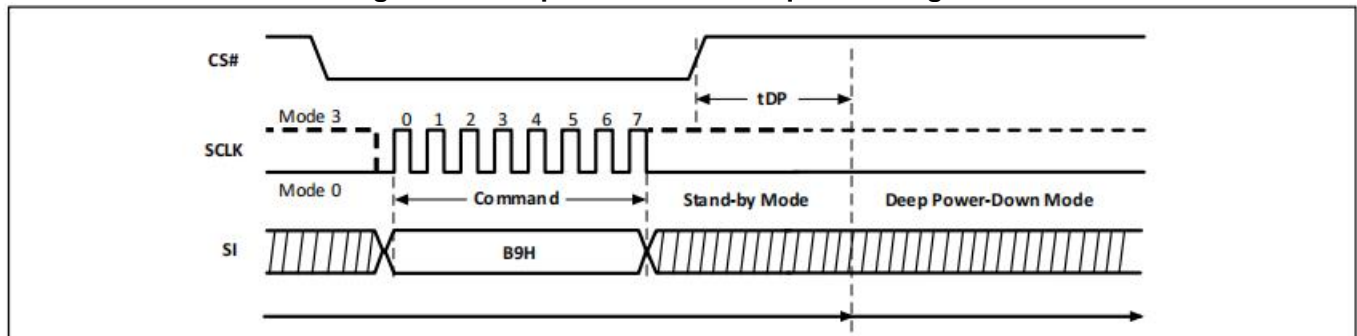 CS#
tDP
Mode 3
0 1 2 3 4 5 6 7
SCLK
Mode 0
Command
Stand-by Mode
Deep Power-Down Mode
SI
B9H